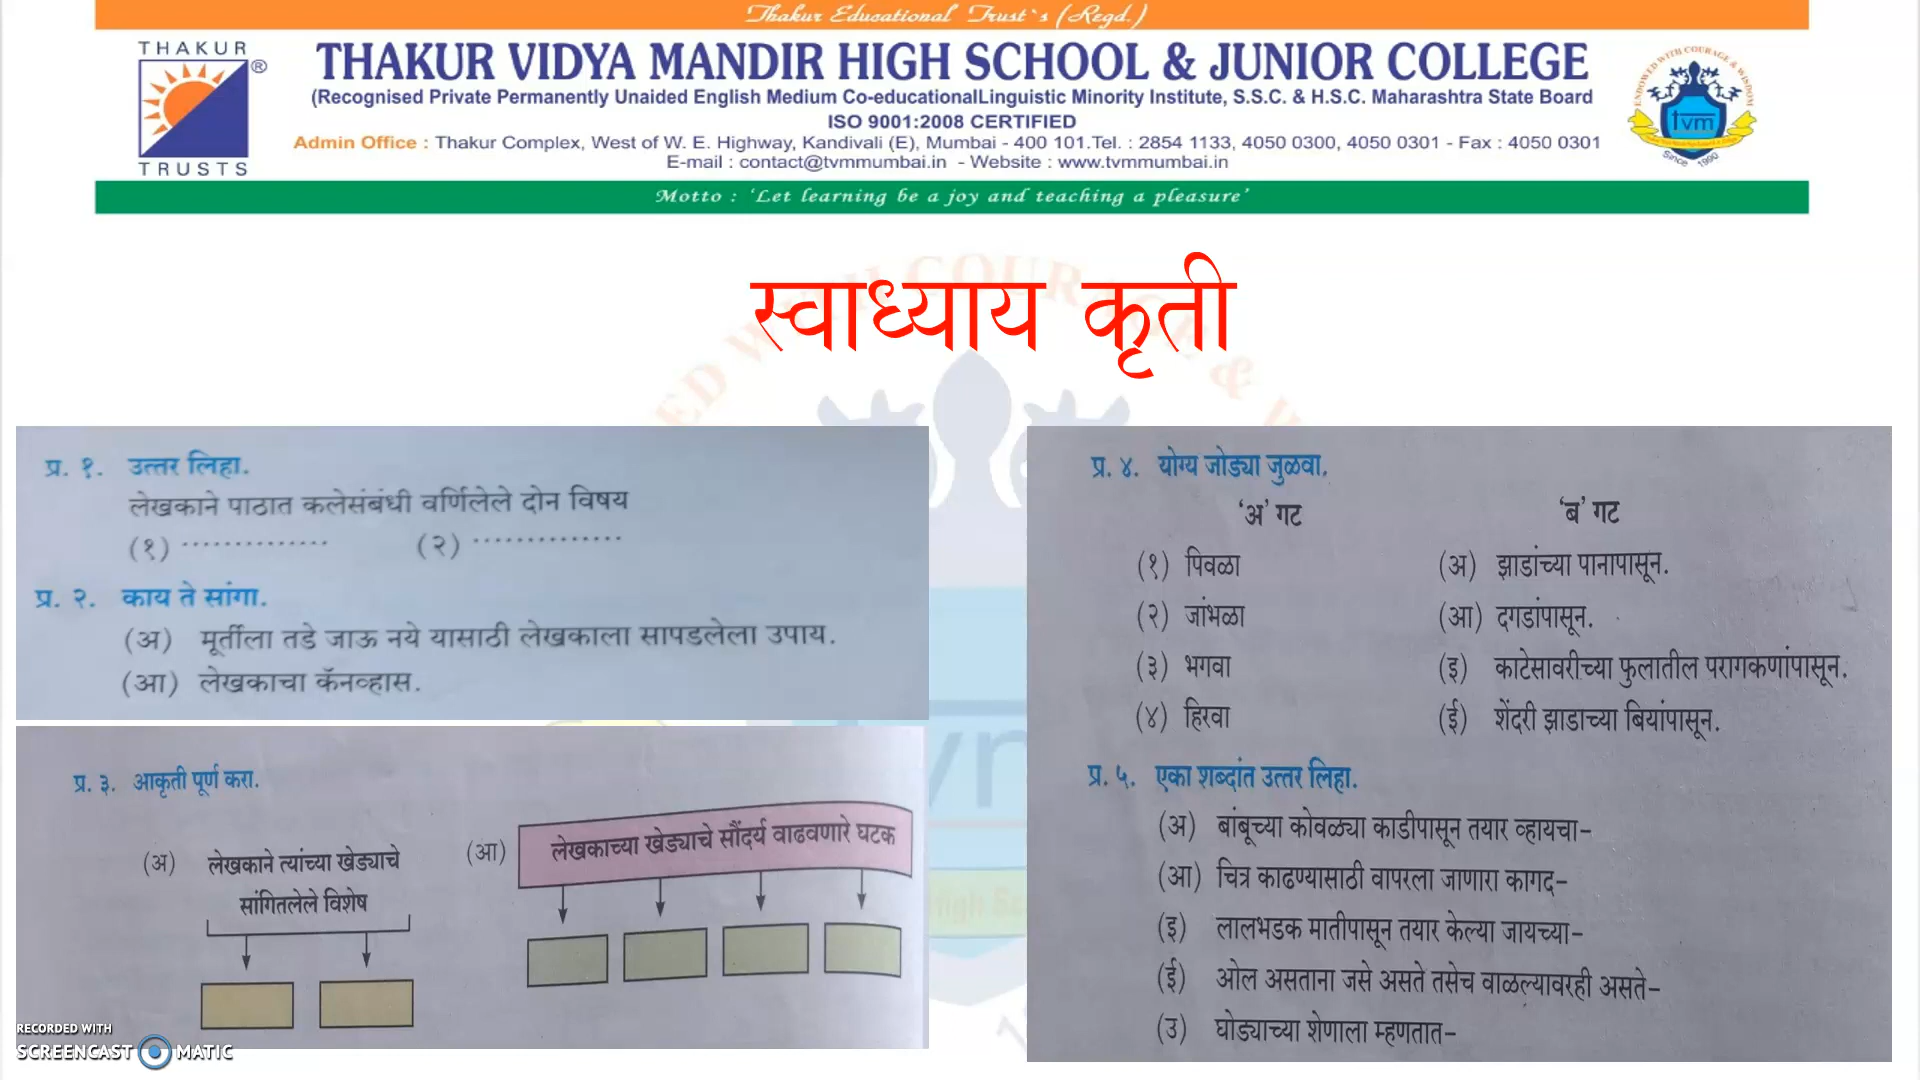 Thakur Educational Trust`s (Regd.)
THAKUR
®
TRUSTS
THAKUR VIDYA MANDIR HIGH SCHOOL & JUNIOR COLLEGE
(Recognised Private Permanently Unaided English Medium Co-educationalLinguistic Minority Institute, S.S.C. & H.S.C. Maharashtra State Board
ISO 9001:2008 CERTIFIED
Admin Office : Thakur Complex, West of W. E. Highway, Kandivali (E), Mumbai - 400 101.Tel. : 2854 1133, 4050 0300, 4050 0301 - Fax : 4050 0301
E-mail : contact@tvmmumbai.in - Website : www.tvmmumbai.in
ENDOWED WITH COURAGE & WISDOM
tvm
Since 1990
Motto : ‘Let learning be a joy and teaching a pleasure’
स्वाध्याय कृती
प्र. १. उत्तर लिहा.
लेखकाने पाठात कलेसंबंधी वर्णिलेले दोन विषय
(१) .............. (२) ..............
प्र. २. काय ते सांगा.
(अ) मूर्तीला तडे जाऊ नये यासाठी लेखकाला सापडलेला उपाय.
(आ) लेखकाचा कॅनव्हास.
प्र. ३. आकृती पूर्ण करा.
(अ) लेखकाने त्यांच्या खेड्याचे
सांगितलेले विशेष
(आ) लेखकाच्या खेड्याचे सौंदर्य वाढवणारे घटक
प्र. ४. योग्य जोड्या जुळवा.
‘अ’ गट ‘ब’ गट
(१) पिवळा (अ) झाडांच्या पानापासून.
(२) जांभळा (आ) दगडांपासून.
(३) भगवा (इ) काटेसावरीच्या फुलातील परागकणांपासून.
(४) हिरवा (ई) शेंदरी झाडाच्या बियांपासून.
प्र. ५. एका शब्दांत उत्तर लिहा.
(अ) बांबूच्या कोवळ्या काडीपासून तयार व्हायचा-
(आ) चित्र काढण्यासाठी वापरला जाणारा कागद-
(इ) लालभडक मातीपासून तयार केल्या जायच्या-
(ई) ओल असताना जसे असते तसेच वाळल्यावरही असते-
(उ) घोड्याच्या शेणाला म्हणतात-
RECORDED WITH
SCREENCAST MATIC